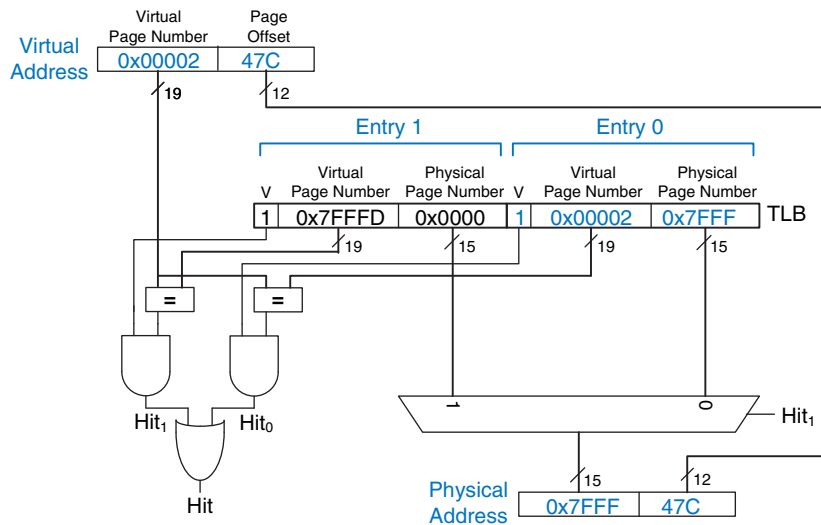 Virtual
Page Number
Page
Offset
Virtual
Address
0x00002
47C
19
12
Entry 1
Entry 0
V
Virtual
Page Number
Physical
Page Number
V
Virtual
Page Number
Physical
Page Number
1
0x7FFFD
0x0000
1
0x00002
0x7FFF
TLB
19
15
19
15
=
=
1
0
Hit1
Hit0
Hit1
Hit
15
12
Physical
Address
0x7FFF
47C